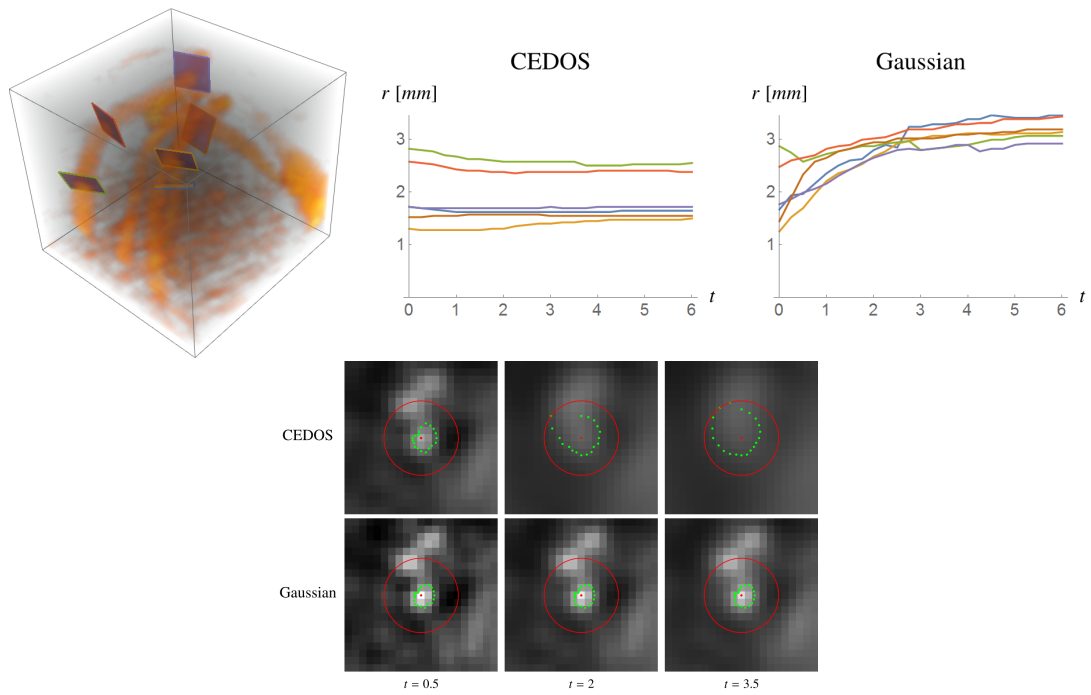 CEDOS
r [mm]
3
2
1
0 1 2 3 4 5 6 t
Gaussian
r [mm]
3
2
1
0 1 2 3 4 5 6 t
CEDOS
Gaussian
t = 0.5 t = 2 t = 3.5